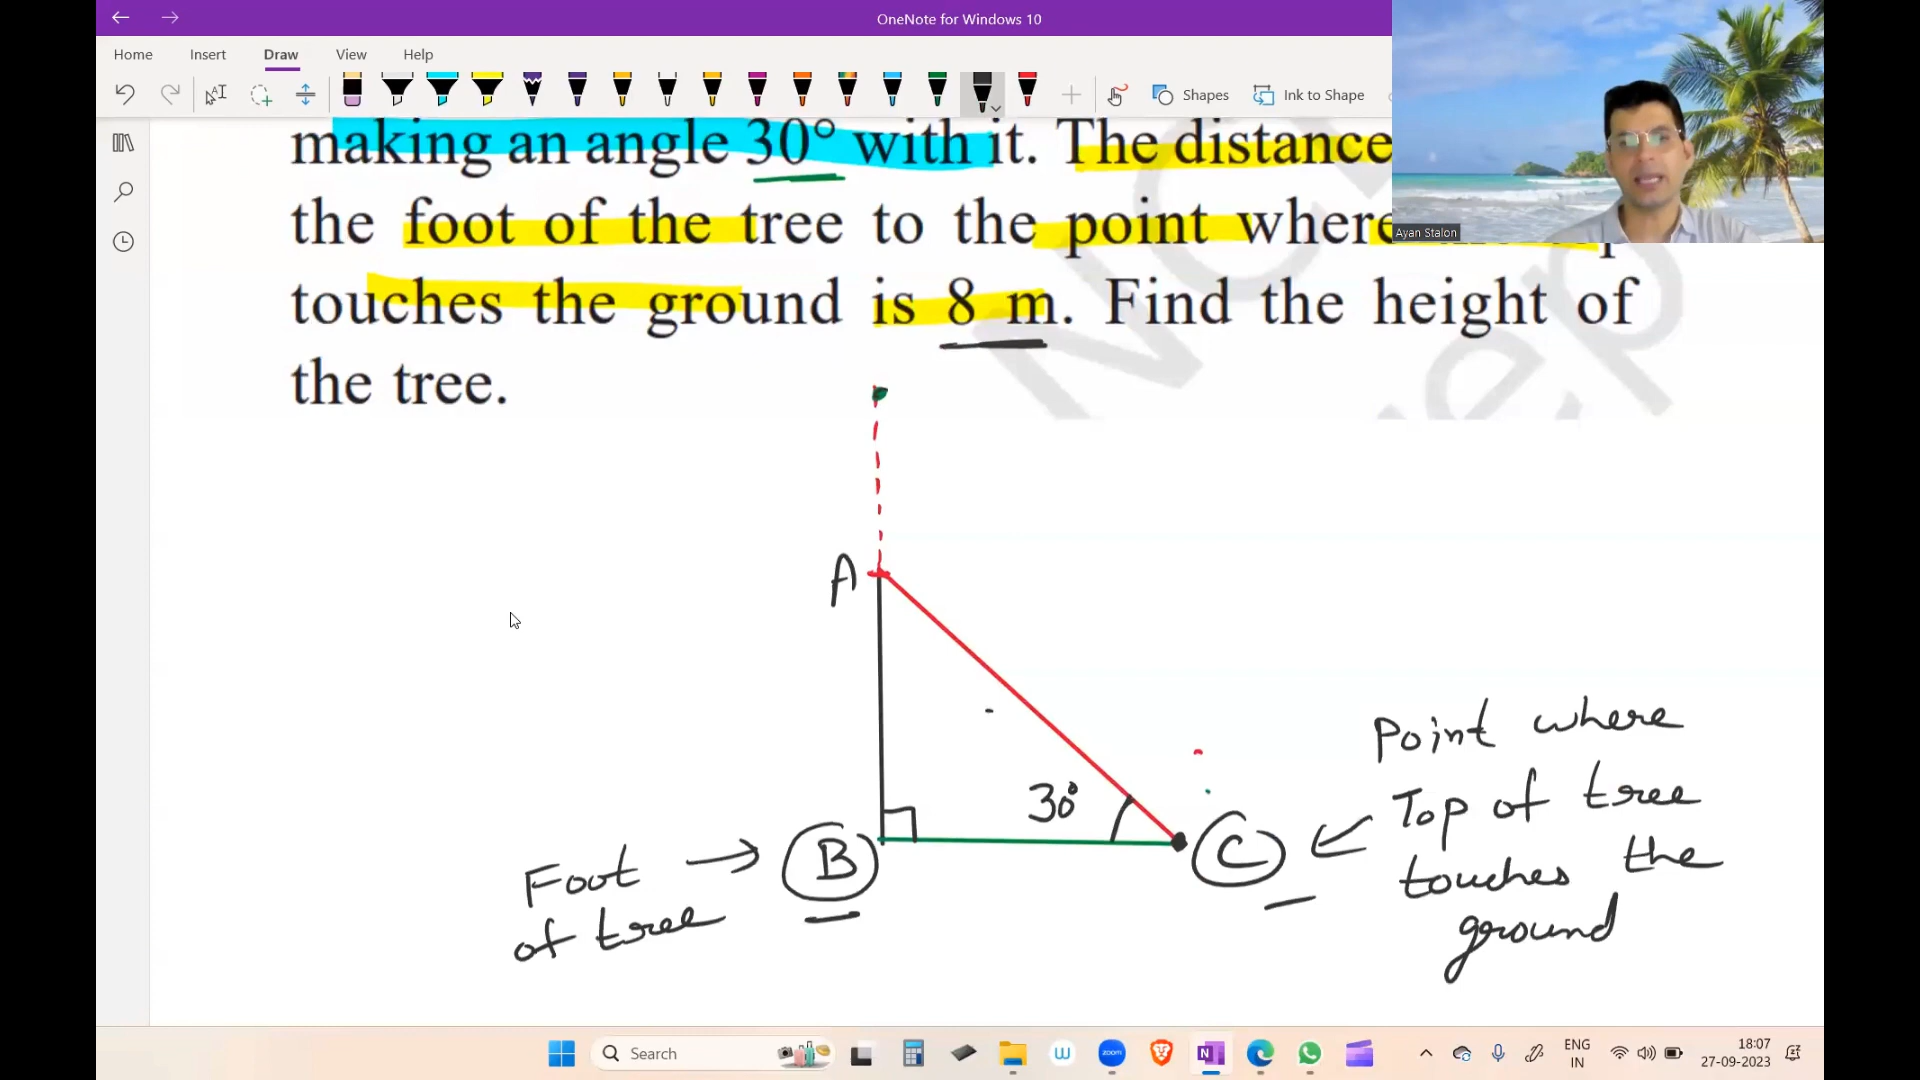 OneNote for Windows 10
Home Insert Draw View Help
Shapes Ink to Shape
making an angle 30° with it. The distance
the foot of the tree to the point where
touches the ground is 8 m. Find the height of
the tree.
Ayan Stalon
A
30°
B
C
Foot
of tree
Point where
Top of tree
touches the
ground
Search
zoom
ENG
IN
18:07
27-09-2023